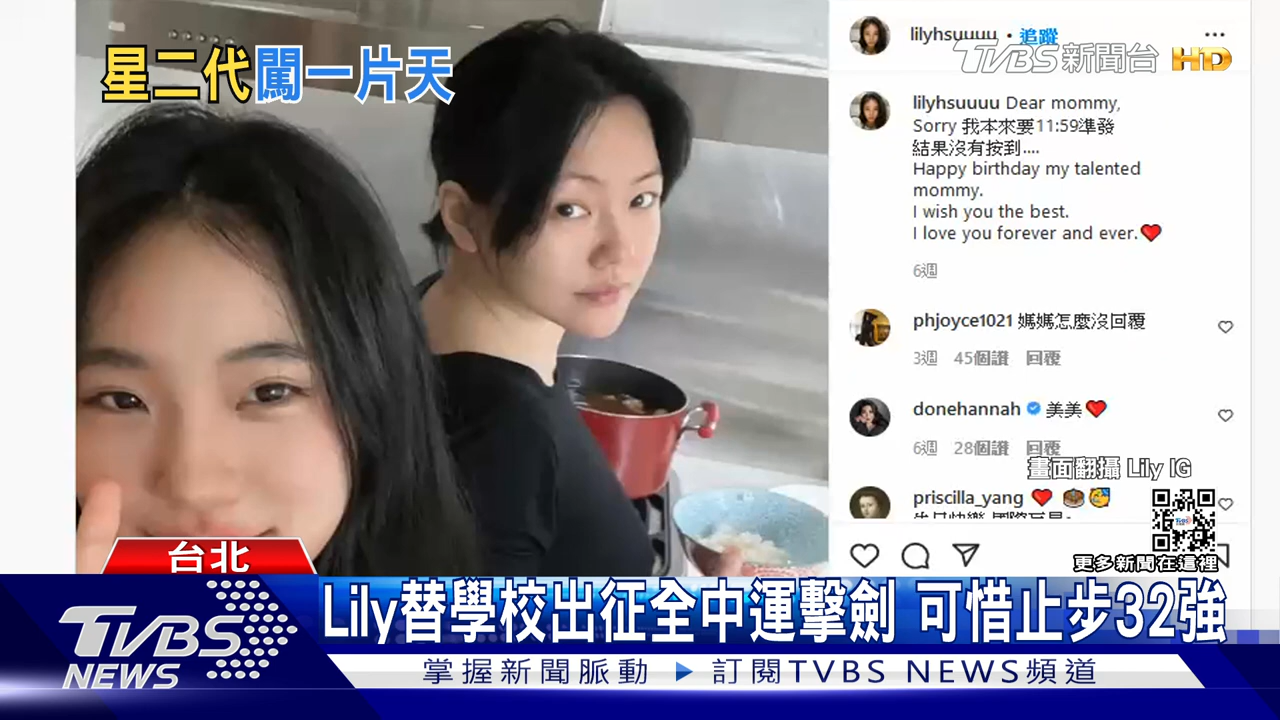 星二代闖一片天
lilyhsuuuu • 追蹤
TVBS新聞台 HD
lilyhsuuuu Dear mommy,
Sorry 我本來要11:59準發
結果沒有按到....
Happy birthday my talented
mommy.
I wish you the best.
I love you forever and ever.❤️
6週
phjoyce1021 媽媽怎麼沒回覆
3週 45個讚 回覆
donehannah 美美❤️
6週 28個讚 回覆
畫面翻攝 Lily IG
priscilla_yang ❤️ 🎂🥳
更多新聞在這裡
台北
TVBS NEWS
Lily替學校出征全中運擊劍 可惜止步32強
掌握新聞脈動 ▶ 訂閱TVBS NEWS頻道